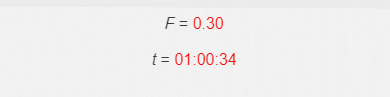 F = 0.30
t = 01:00:34